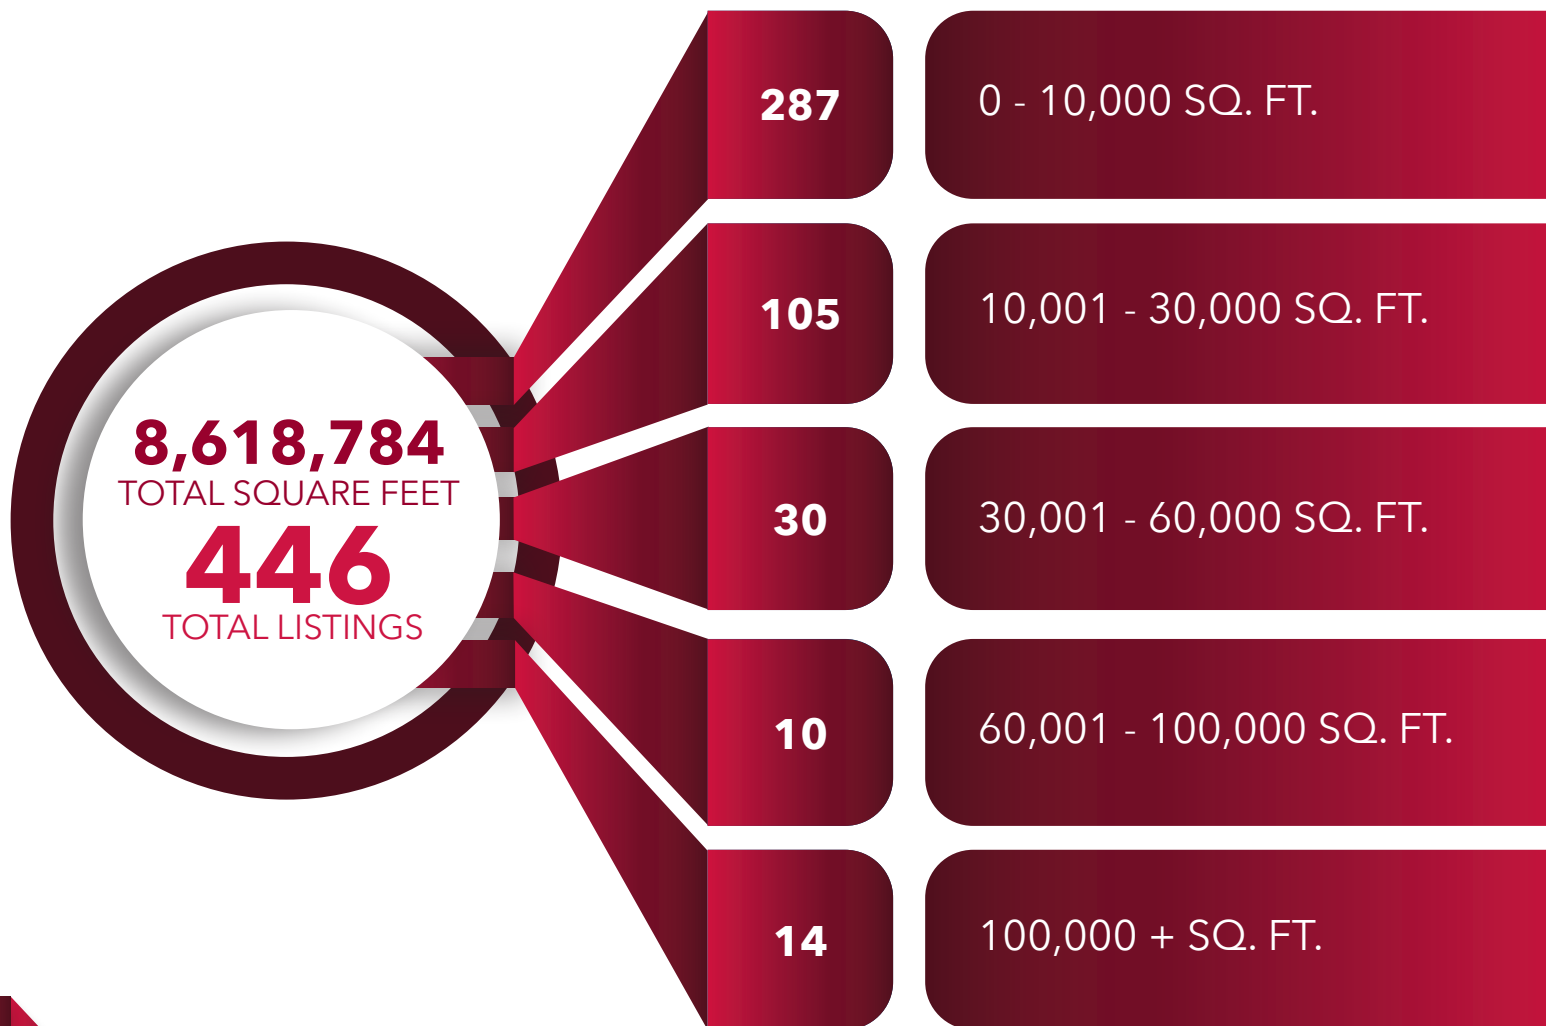 8,618,784
TOTAL SQUARE FEET
446
TOTAL LISTINGS
287
0 - 10,000 SQ. FT.
105
10,001 - 30,000 SQ. FT.
30
30,001 - 60,000 SQ. FT.
10
60,001 - 100,000 SQ. FT.
14
100,000 + SQ. FT.